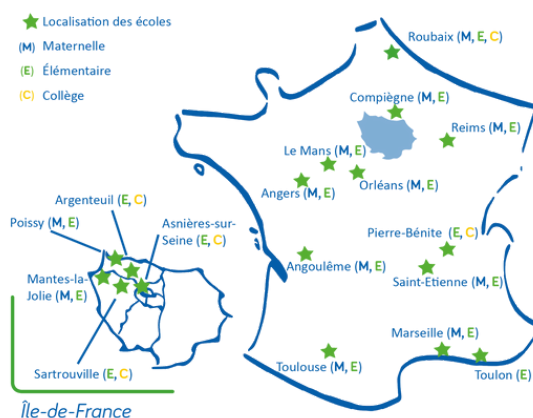 Localisation des écoles
(M) Maternelle
(E) Élémentaire
(C) Collège
Roubaix (M, E, C)
Compiègne (M, E)
Reims (M, E)
Le Mans (M, E)
Orléans (M, E)
Angers (M, E)
Pierre-Bénite (E, C)
Angoulême (M, E)
Saint-Etienne (M, E)
Marseille (M, E)
Toulouse (M, E)
Toulon (E)
Argenteuil (E, C)
Poissy (M, E)
Asnières-sur-
Seine (E, C)
Mantes-la-
Jolie (M, E)
Sartrouville (E, C)
Île-de-France